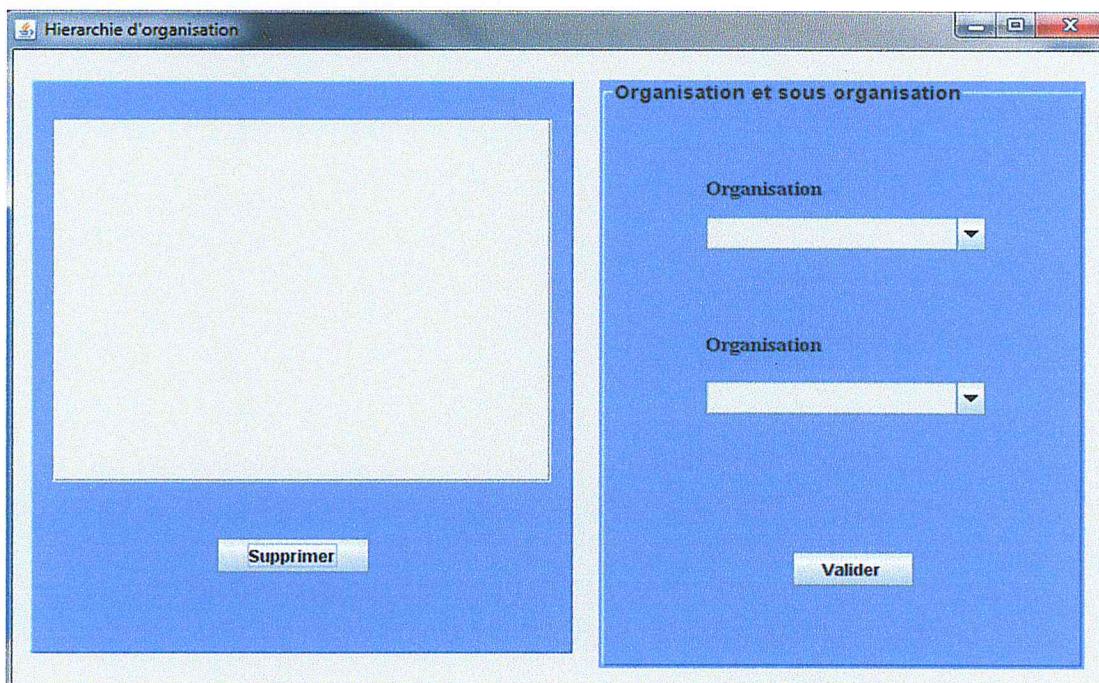 Hierarchie d'organisation
Organisation et sous organisation
Organisation
Organisation
Supprimer
Valider